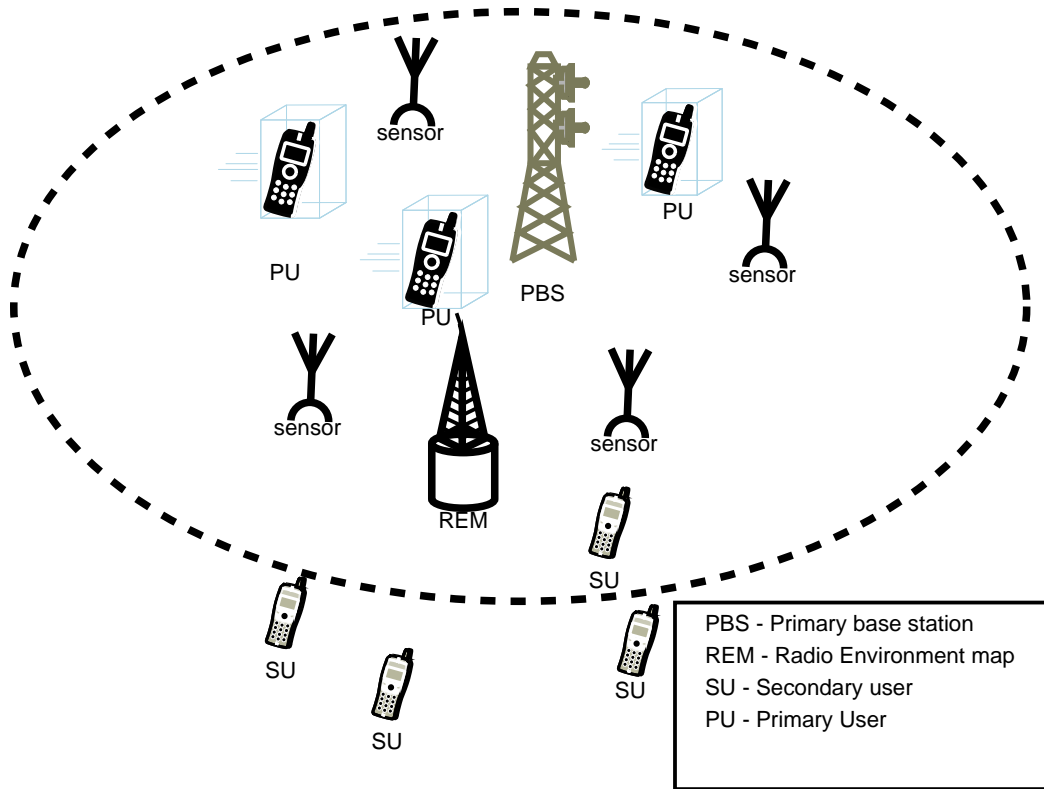 sensor
PU
sensor
PU
PBS
PU
sensor
sensor
REM
SU
SU
SU
SU
PBS - Primary base station
REM - Radio Environment map
SU - Secondary user
PU - Primary User